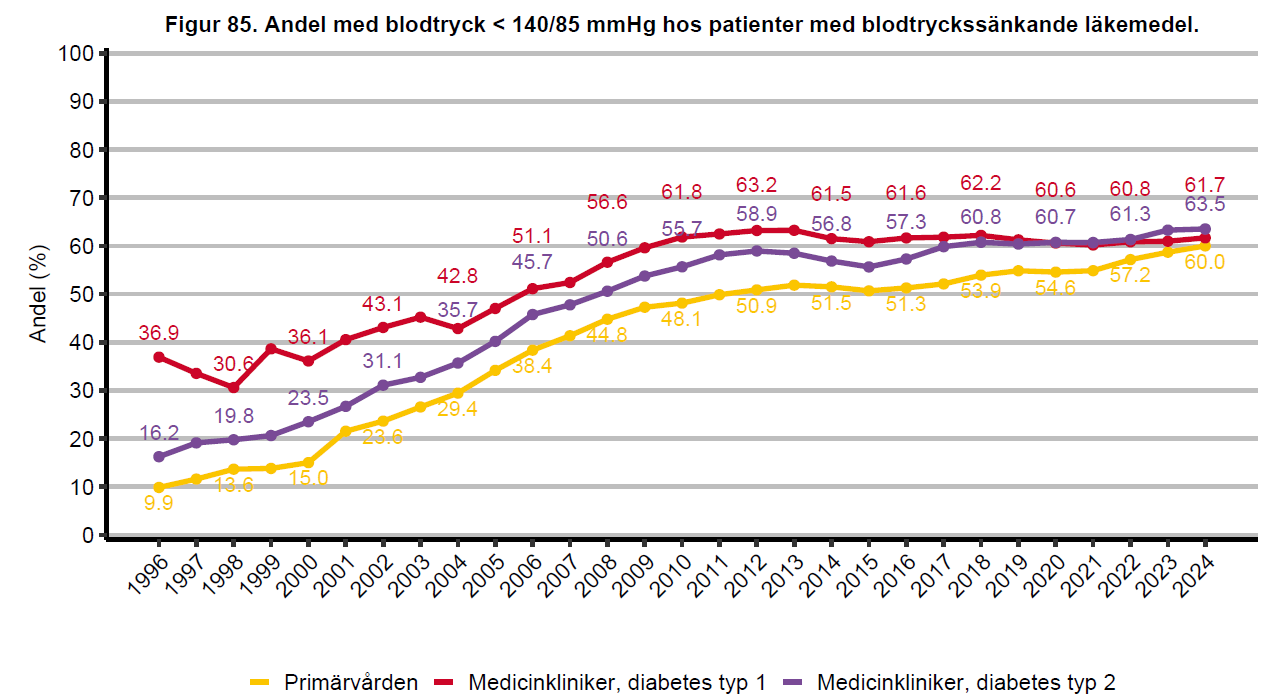 Figur 85. Andel med blodtryck < 140/85 mmHg hos patienter med blodtryckssänkande läkemedel.
Andel (%)
100
90
80
70
60
50
40
30
20
10
0
36.9 30.6 36.1 43.1 42.8 51.1 56.6 61.8 63.2 61.5 61.6 62.2 60.6 60.8 61.7
16.2 19.8 23.5 31.1 35.7 45.7 50.6 55.7 58.9 56.8 57.3 60.8 60.7 61.3 63.5
9.9 13.6 15.0 23.6 29.4 38.4 44.8 48.1 50.9 51.5 51.3 53.9 54.6 57.2 60.0
1996 1997 1998 1999 2000 2001 2002 2003 2004 2005 2006 2007 2008 2009 2010 2011 2012 2013 2014 2015 2016 2017 2018 2019 2020 2021 2022 2023 2024
Primärvården Medicinkliniker, diabetes typ 1 Medicinkliniker, diabetes typ 2